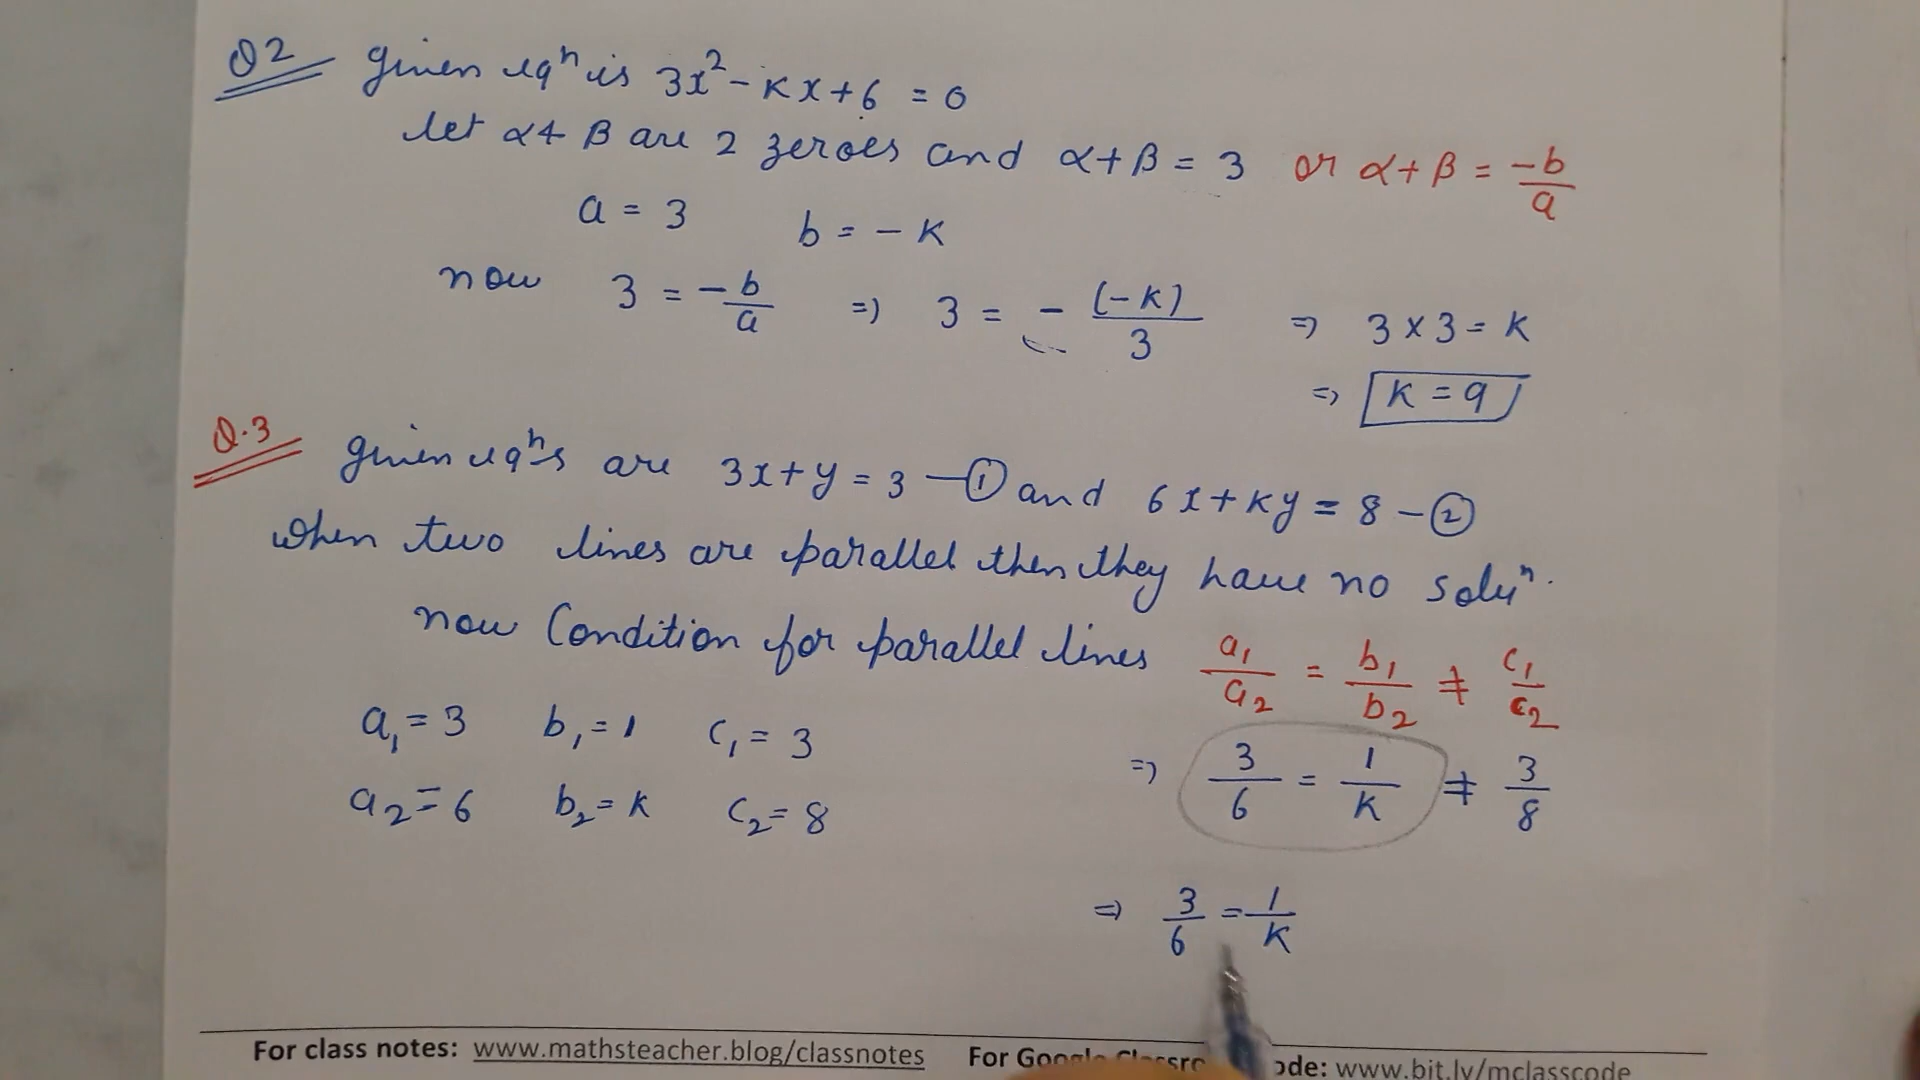 Q2 given eqⁿ is 3x² - Kx + 6 = 0
let α & β are 2 zeroes and α + β = 3 or α + β = -b/a
a = 3 b = - K
now 3 = -b/a => 3 = - (-K)/3 => 3 × 3 = K
=> K = 9
Q.3 given eqⁿs are 3x + y = 3 — ① and 6x + Ky = 8 — ②
when two lines are parallel then they have no soluⁿ.
now Condition for parallel lines a₁/a₂ = b₁/b₂ ≠ c₁/c₂
a₁ = 3 b₁ = 1 c₁ = 3 => 3/6 = 1/K ≠ 3/8
a₂ = 6 b₂ = K c₂ = 8
=> 3/6 = 1/K
For class notes: www.mathsteacher.blog/classnotes For www.bit.ly/mclasscode